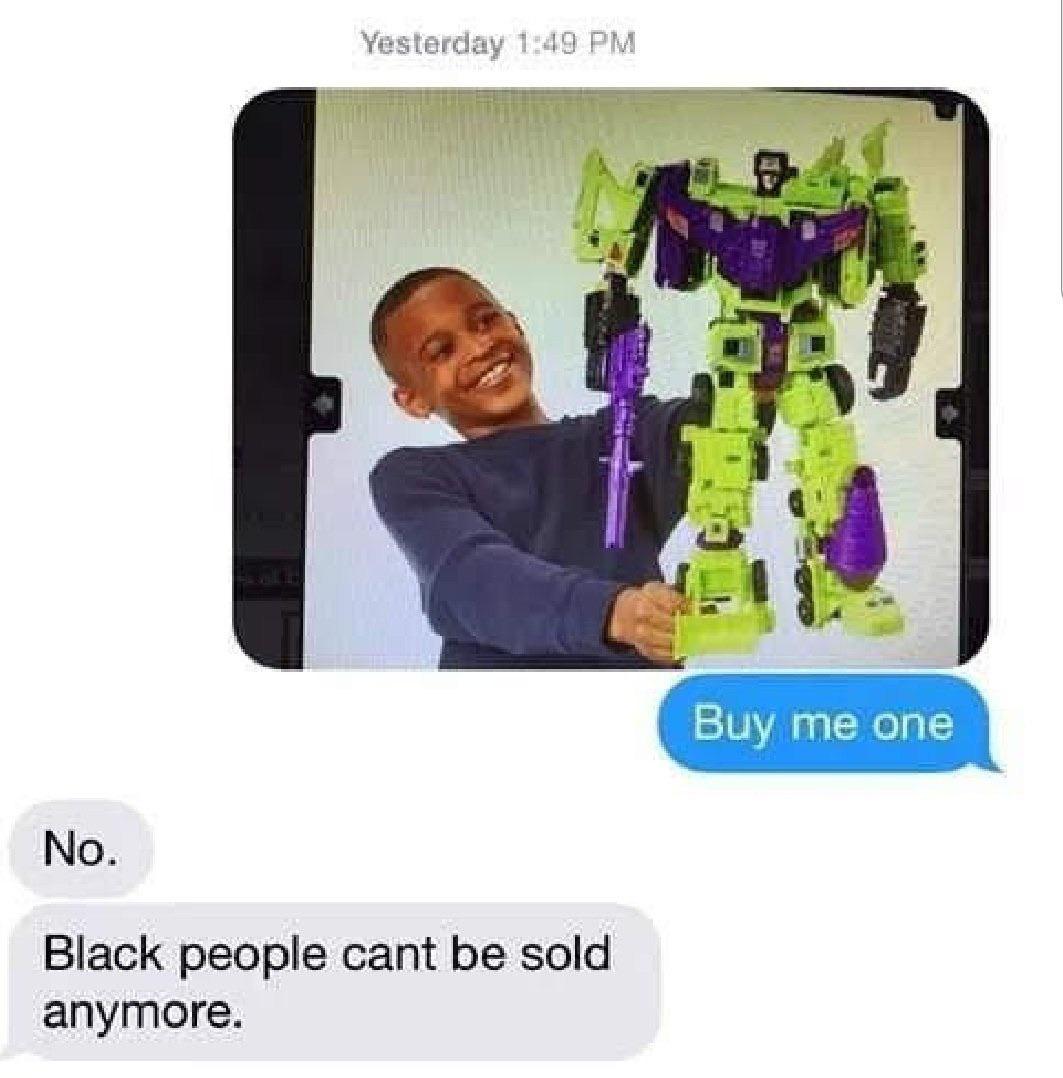 Yesterday 1:49 PM
Buy me one
No.
Black people cant be sold
anymore.